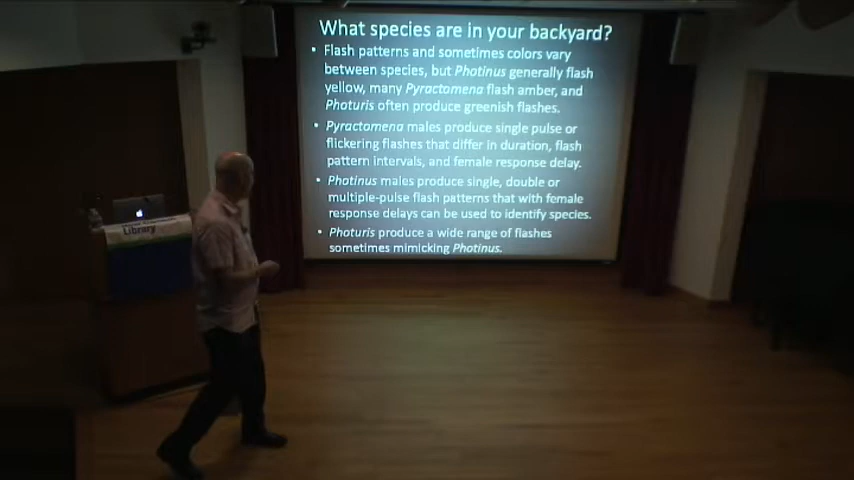 What species are in your backyard?
• Flash patterns and sometimes colors vary
between species, but Photinus generally flash
yellow, many Pyractomena flash amber, and
Photuris often produce greenish flashes.
• Pyractomena males produce single pulse or
flickering flashes that differ in duration, flash
pattern intervals, and female response delay.
• Photinus males produce single, double or
multiple-pulse flash patterns that with female
response delays can be used to identify species.
• Photuris produce a wide range of flashes
sometimes mimicking Photinus.
Library